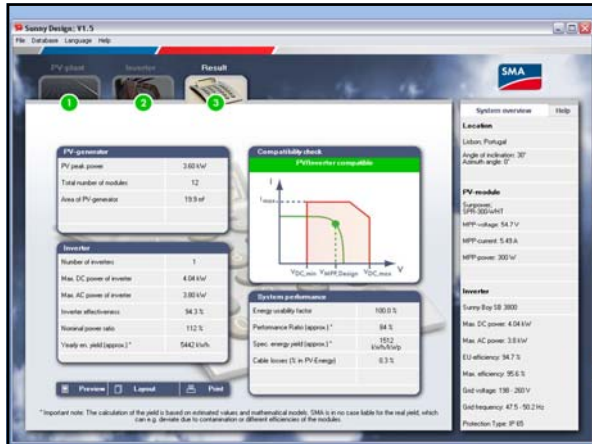 Sunny Design; V1.5
File Database Language Help
PV-plant Inverter Result
1 2 3
SMA
System overview Help
Location
Lisbon; Portugal
Angle of inclination: 30°
Azimuth angle: 0°
PV-module
Sunpower;
SPR-300-WHT
MPP-voltage: 54.7 V
MPP-current: 5.49 A
MPP-power: 300 W
Inverter
Sunny Boy SB 3800
Max. DC power: 4.04 kW
Max. AC power: 3.8 kW
EU-efficiency: 94.7 %
Max. efficiency: 95.6 %
Grid voltage: 198 - 260 V
Grid frequency: 47.5 - 50.2 Hz
Protection Type: IP 65
PV-generator
PV peak power 3.60 kW
Total number of modules 12
Area of PV-generator 19.9 m²
Inverter
Number of inverters 1
Max. DC power of inverter 4.04 kW
Max. AC power of inverter 3.80 kW
Inverter effectiveness 94.3 %
Nominal power ratio 112 %
Yearly en. yield (approx.) * 5442 kWh
Compatibility check
PV/Inverter compatible
I
I max
V DC, min V MPP, Design V DC, max V
System performance
Energy usability factor 100.0 %
Performance Ratio (approx.) * 84 %
Spec. energy yield (approx.) * 1512 kWh/kWp
Cable losses (% in PV-Energy) 0.3 %
Preview Layout Print
* Important note: The calculation of the yield is based on estimated values and mathematical models. SMA is in no case liable for the real yield, which
can e.g. deviate due to contamination or different efficiencies of the modules.